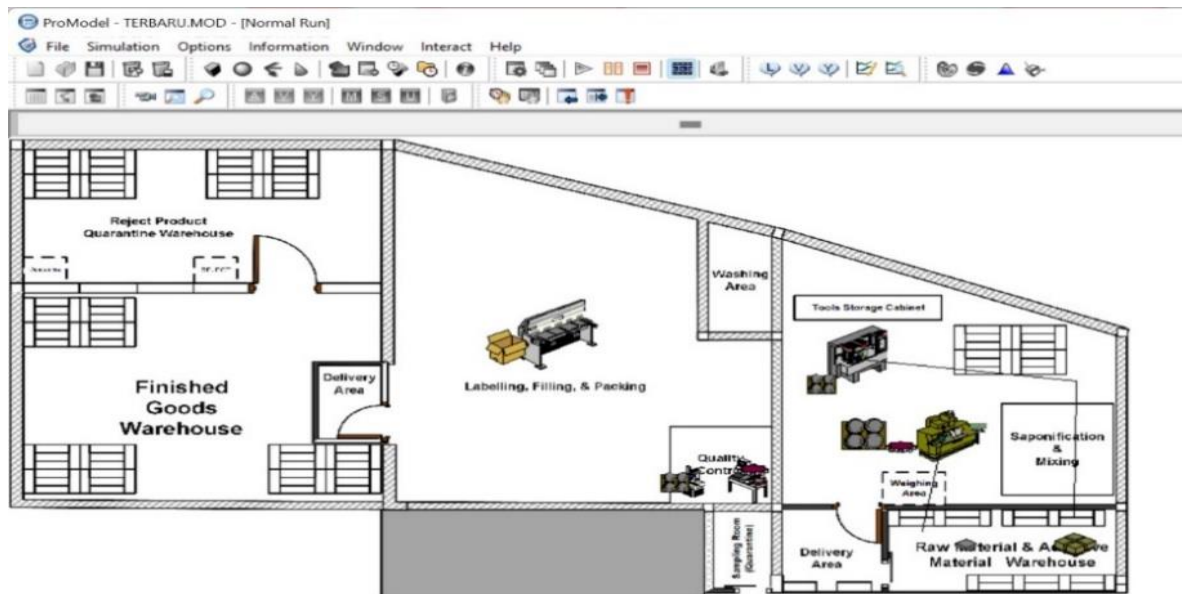 ProModel - TERBARU.MOD - [Normal Run]
File Simulation Options Information Window Interact Help
Reject Product
Quarantine Warehouse
Washing
Area
Tools Storage Cabinet
Labelling, Filling, & Packing
Delivery
Area
Finished
Goods
Warehouse
Saponification
&
Mixing
Quality
Weighing
Area
Sampling Room
(Quarantine)
Delivery
Area
Raw Material &
Material Warehouse